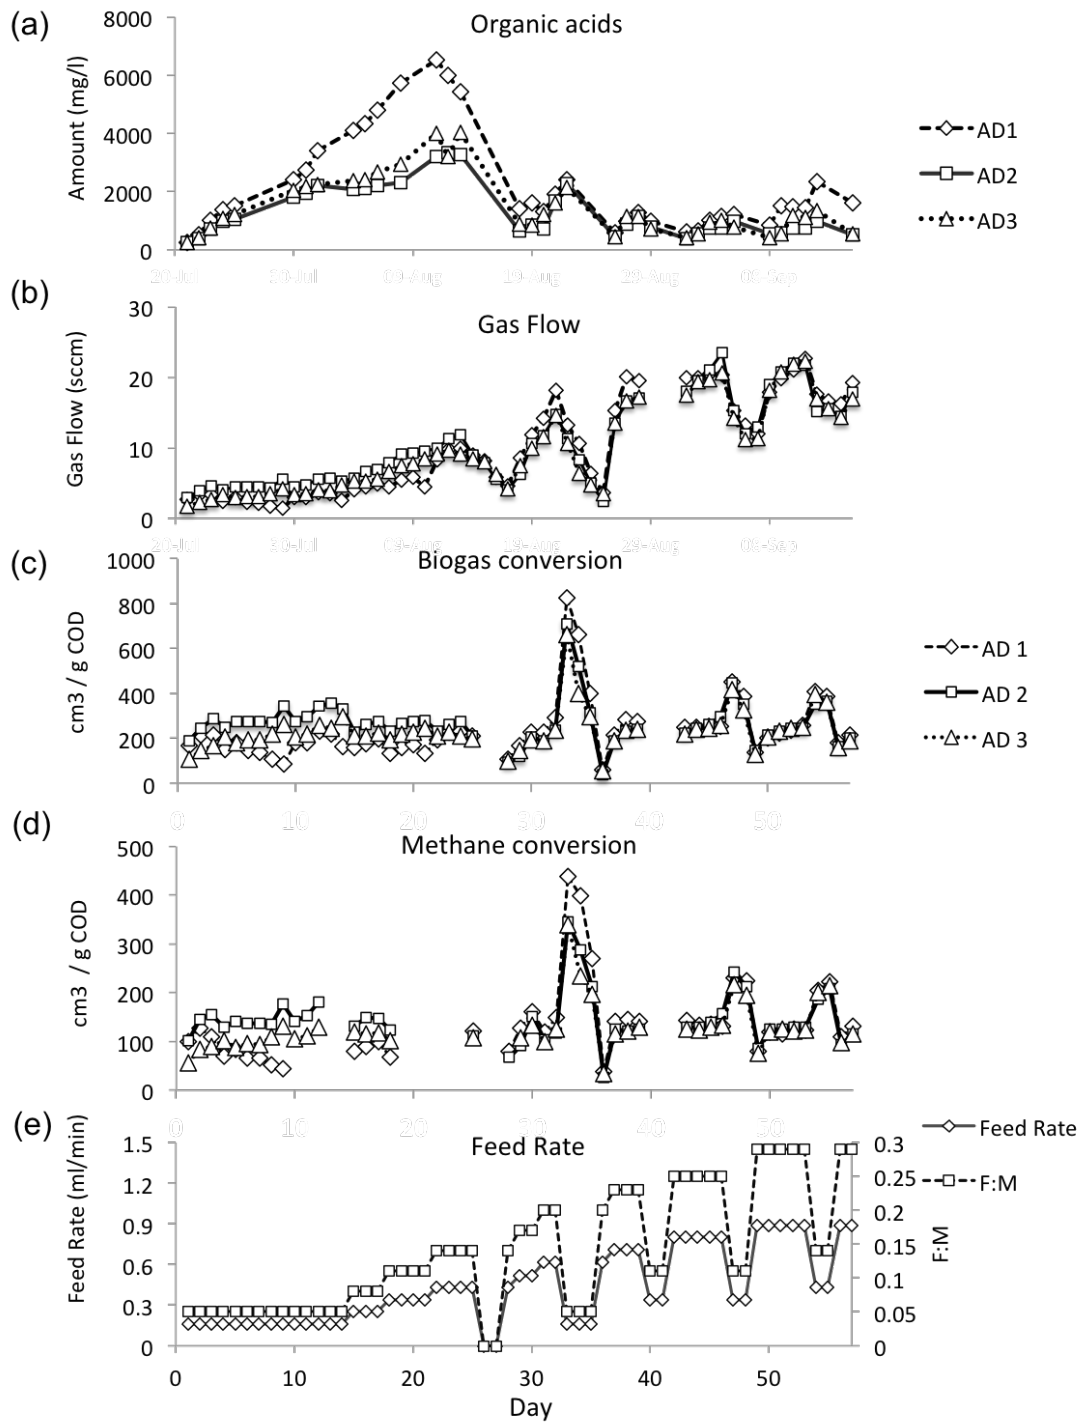 (a)
Organic acids
Amount (mg/l)
8000
6000
4000
2000
0
20-Jul 30-Jul 09-Aug 19-Aug 29-Aug 08-Sep
AD1
AD2
AD3
(b)
Gas Flow
Gas Flow (sccm)
30
20
10
0
20-Jul 30-Jul 09-Aug 19-Aug 29-Aug 08-Sep
(c)
Biogas conversion
cm3 / g COD
1000
800
600
400
200
0
0 10 20 30 40 50
AD 1
AD 2
AD 3
(d)
Methane conversion
cm3 / g COD
500
400
300
200
100
0
0 10 20 30 40 50
(e)
Feed Rate
Feed Rate (ml/min)
1.5
1.2
0.9
0.6
0.3
0
0.3
0.25
0.2
0.15
0.1
0.05
0
F:M
Feed Rate
F:M
0 10 20 30 40 50
Day